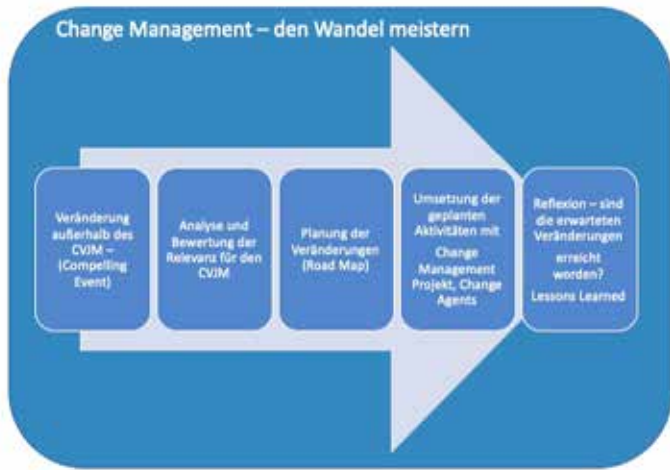 Change Management – den Wandel meistern
Veränderung
außerhalb des
CVJM –
(Compelling
Event)
Analyse und
Bewertung der
Relevanz für den
CVJM
Planung der
Veränderungen
(Road Map)
Umsetzung der
geplanten
Aktivitäten mit
Change
Management
Projekt, Change
Agents
Reflexion – sind
die erwarteten
Veränderungen
erreicht
worden?
Lessons Learned